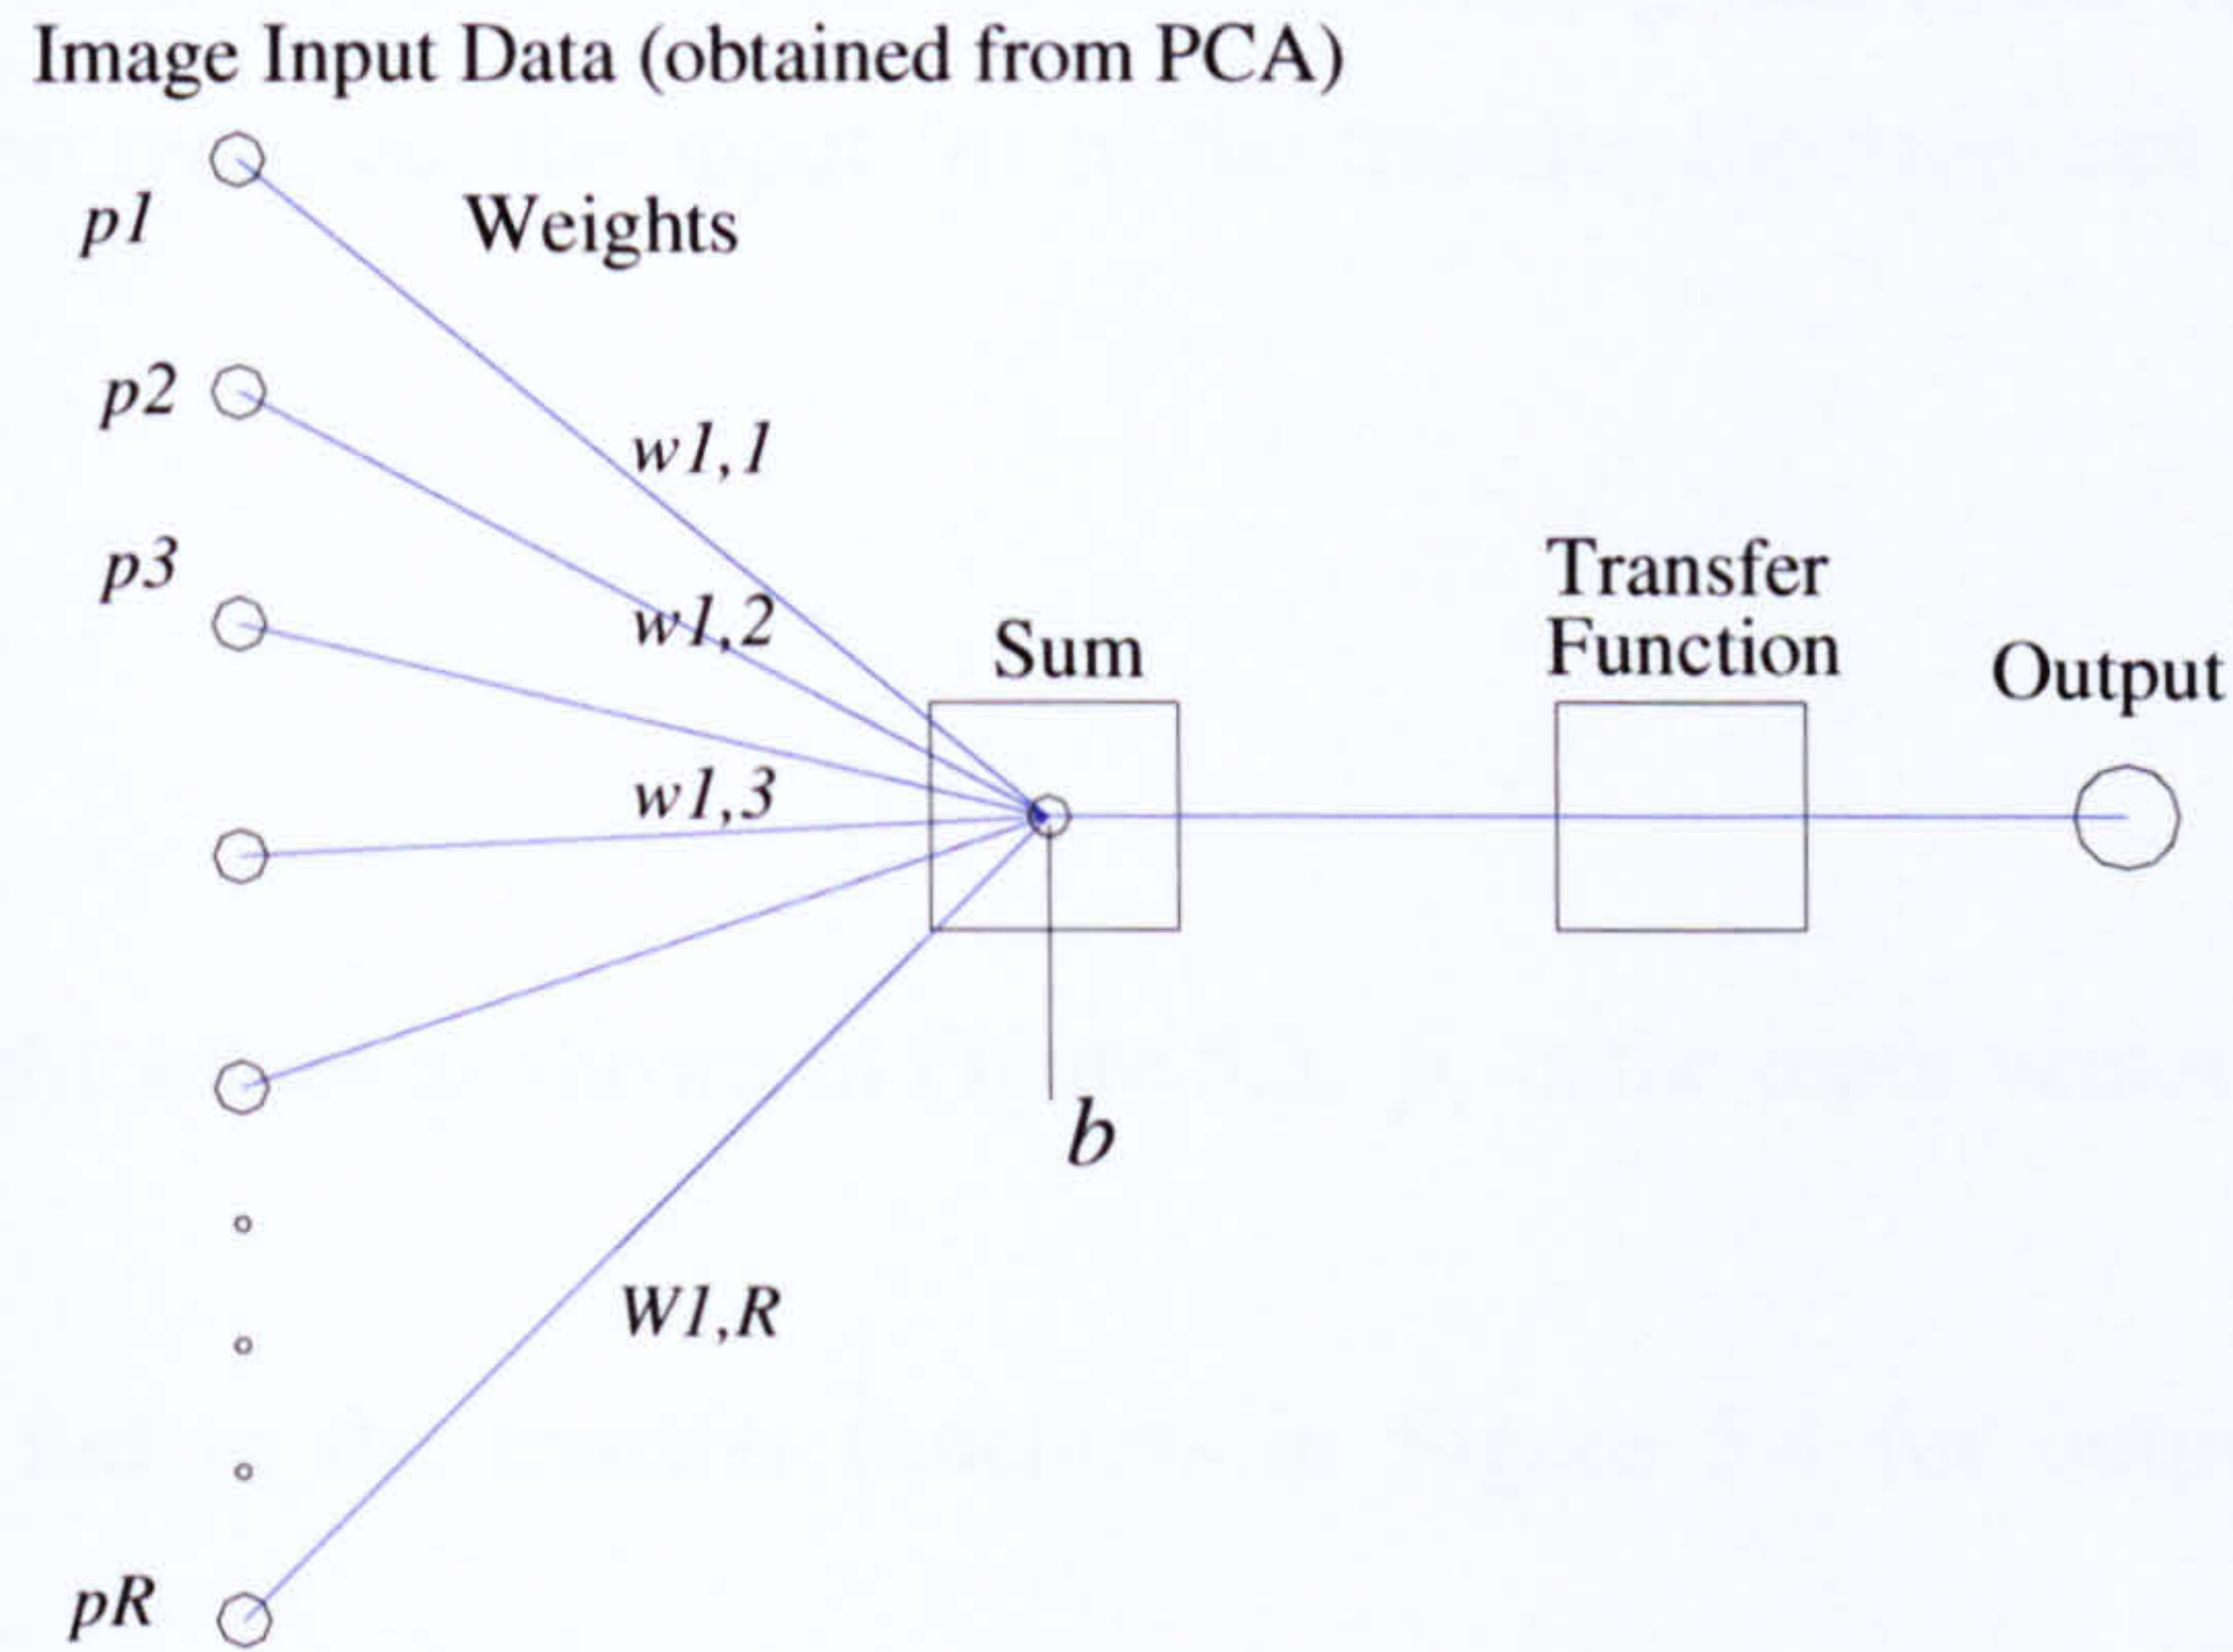 Image Input Data (obtained from PCA)
p1
Weights
p2
w1,1
p3
w1,2
Sum
Transfer
Function
Output
w1,3
b
W1,R
pR